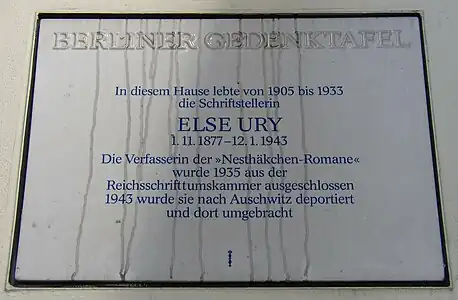 BERLINER GEDENKTAFEL
In diesem Hause lebte von 1905 bis 1933
die Schriftstellerin
ELSE URY
1. 11. 1877–12. 1. 1943
Die Verfasserin der »Nesthäkchen-Romane«
wurde 1935 aus der
Reichsschrifttumskammer ausgeschlossen
1943 wurde sie nach Auschwitz deportiert
und dort umgebracht